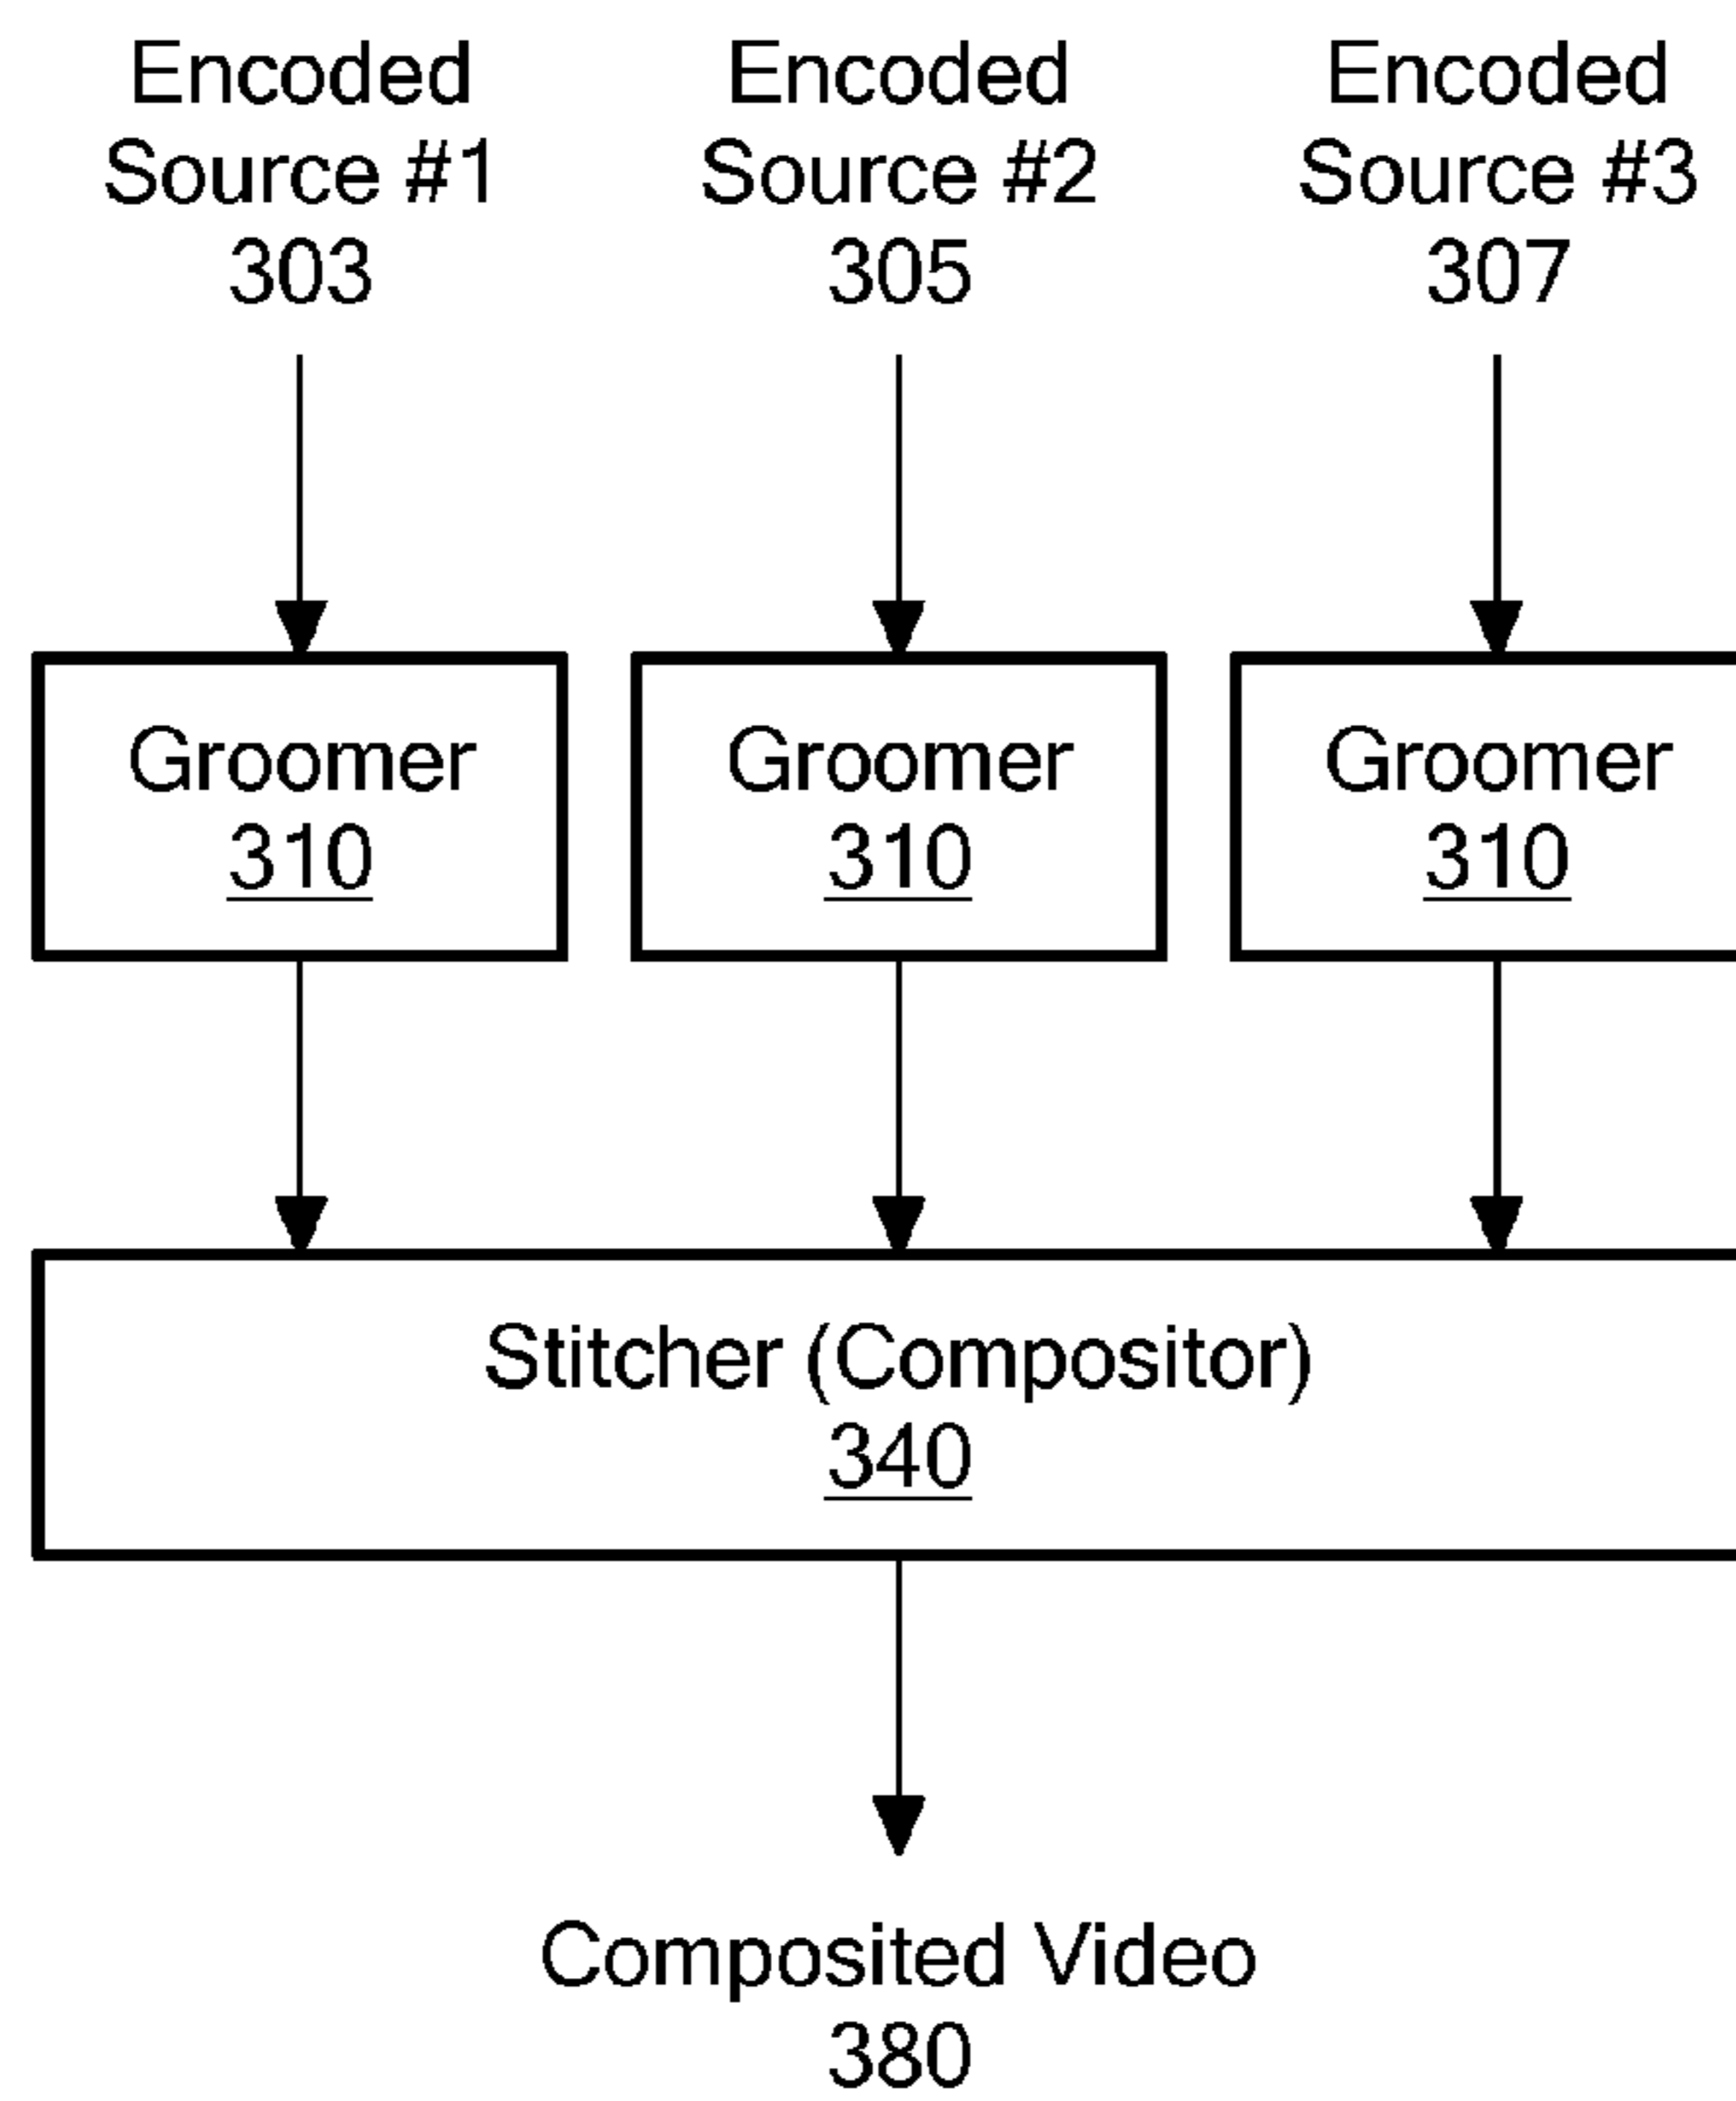 Encoded
Source #1
303
Encoded
Source #2
305
Encoded
Source #3
307
Groomer
310
Groomer
310
Groomer
310
Stitcher (Compositor)
340
Composited Video
380